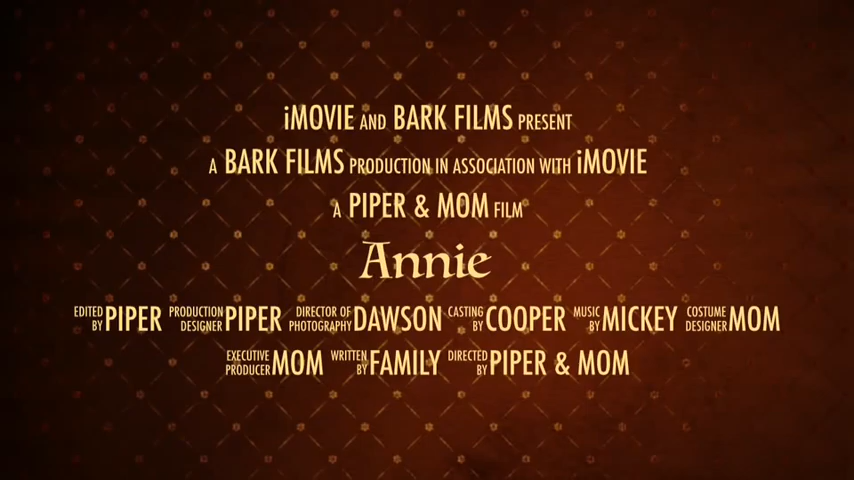 iMOVIE AND BARK FILMS PRESENT
A BARK FILMS PRODUCTION IN ASSOCIATION WITH iMOVIE
A PIPER & MOM FILM
Annie
EDITED BY PIPER PRODUCTION DESIGNER PIPER DIRECTOR OF PHOTOGRAPHY DAWSON CASTING BY COOPER MUSIC BY MICKEY COSTUME DESIGNER MOM
EXECUTIVE PRODUCER MOM WRITTEN BY FAMILY DIRECTED BY PIPER & MOM